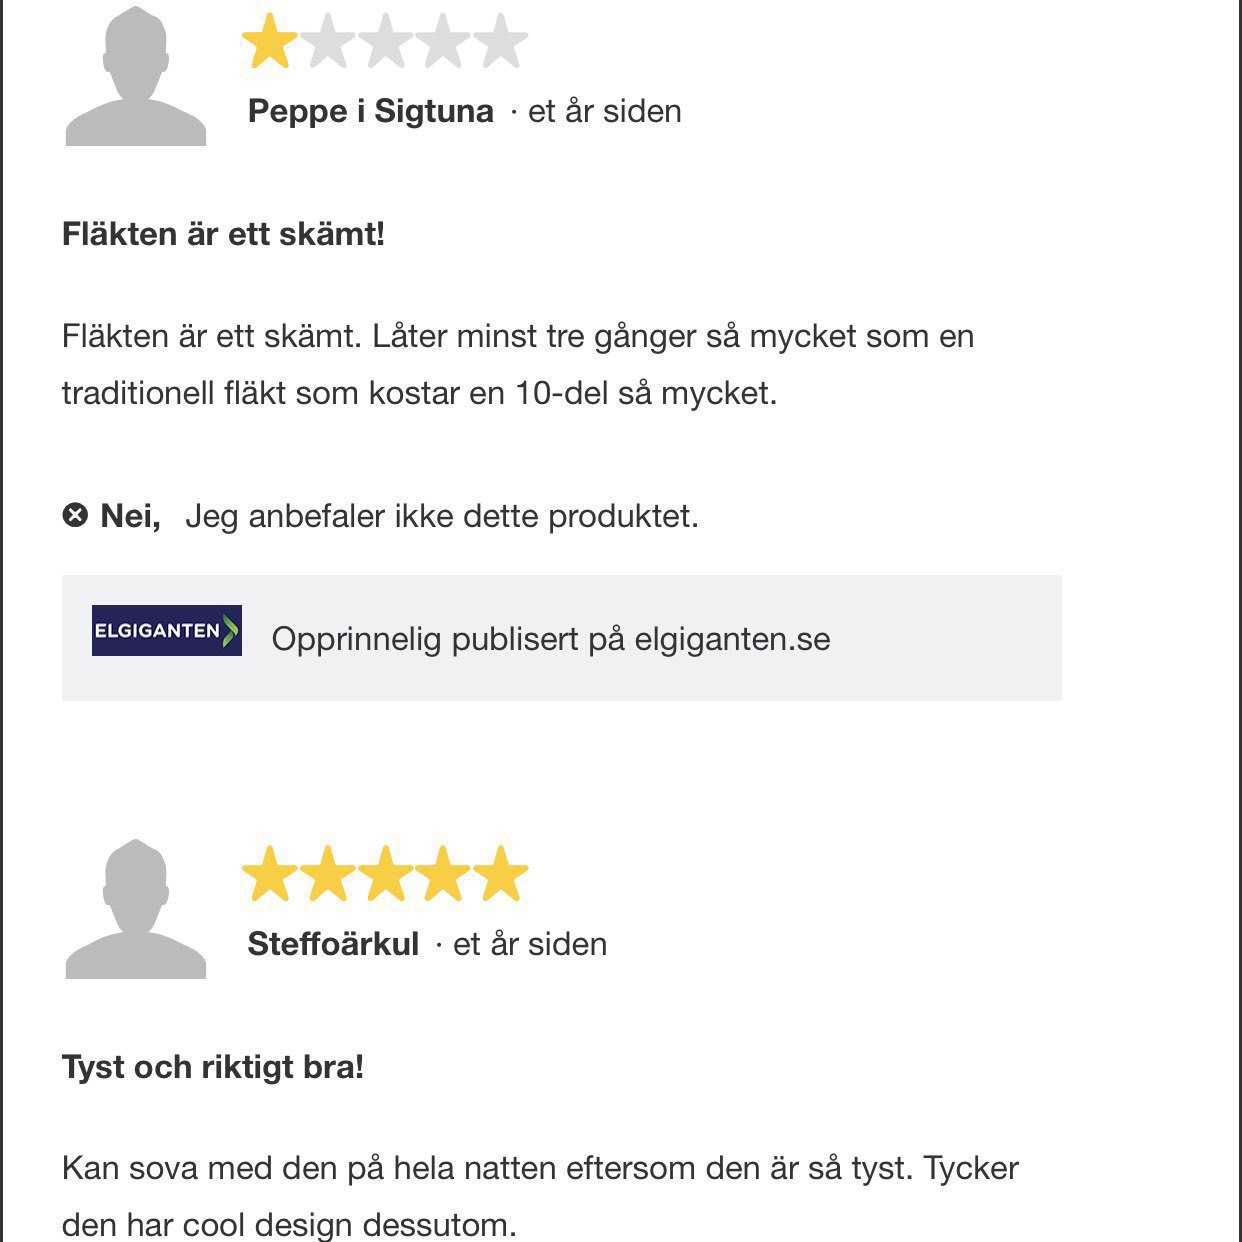 Peppe i Sigtuna · et år siden
Fläkten är ett skämt!
Fläkten är ett skämt. Låter minst tre gånger så mycket som en
traditionell fläkt som kostar en 10-del så mycket.
Nei, Jeg anbefaler ikke dette produktet.
ELGIGANTEN Opprinnelig publisert på elgiganten.se
Steffoärkul · et år siden
Tyst och riktigt bra!
Kan sova med den på hela natten eftersom den är så tyst. Tycker
den har cool design dessutom.